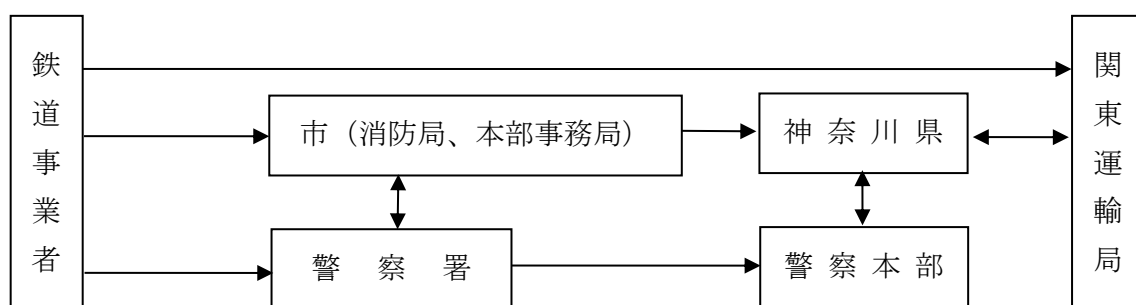 鉄道事業者
市（消防局、本部事務局）
神奈川県
関東運輸局
警察署
警察本部